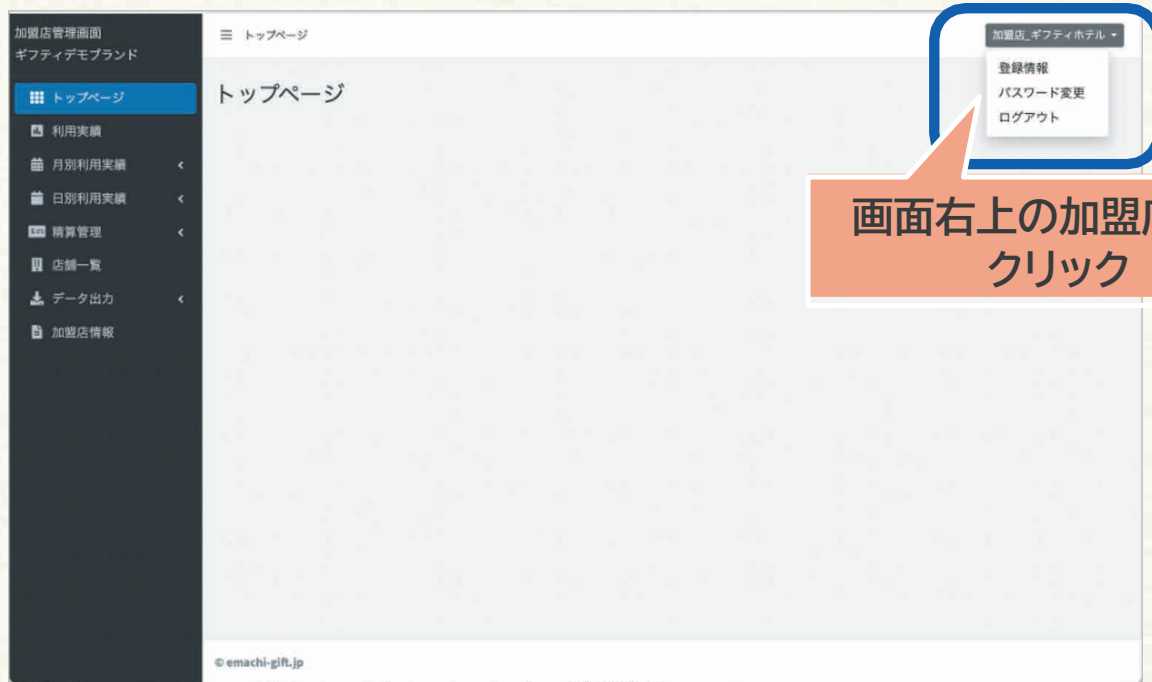 加盟店管理画面
ギフティデモブランド
トップページ
利用実績
月別利用実績
日別利用実績
精算管理
店舗一覧
データ出力
加盟店情報
トップページ
トップページ
加盟店_ギフティホテル
登録情報
パスワード変更
ログアウト
画面右上の加盟店
クリック
© emachi-gift.jp